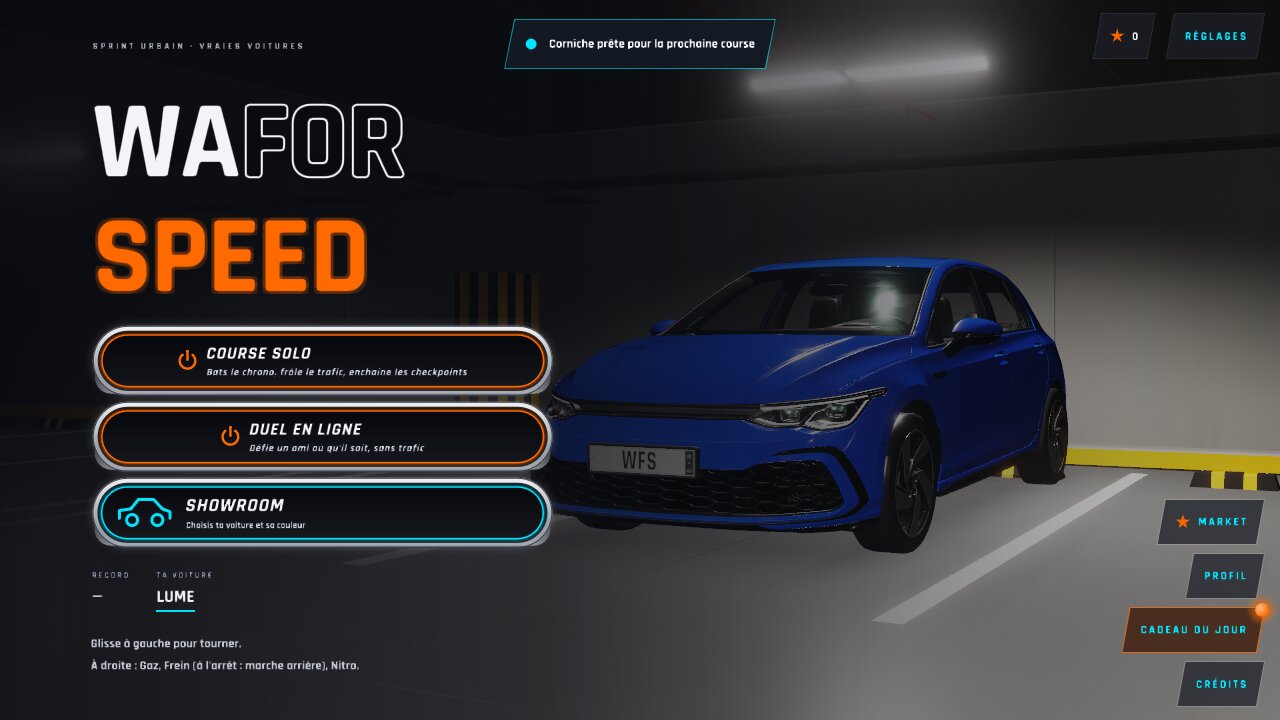 SPRINT URBAIN · VRAIES VOITURES
Corniche prête pour la prochaine course
0
RÉGLAGES
WAFOR
SPEED
COURSE SOLO
Bats le chrono, frôle le trafic, enchaîne les checkpoints
DUEL EN LIGNE
Défie un ami où qu'il soit, sans trafic
SHOWROOM
Choisis ta voiture et sa couleur
WFS
RECORD
TA VOITURE
—
LUME
Glisse à gauche pour tourner.
À droite : Gaz, Frein (à l'arrêt : marche arrière), Nitro.
MARKET
PROFIL
CADEAU DU JOUR
CRÉDITS